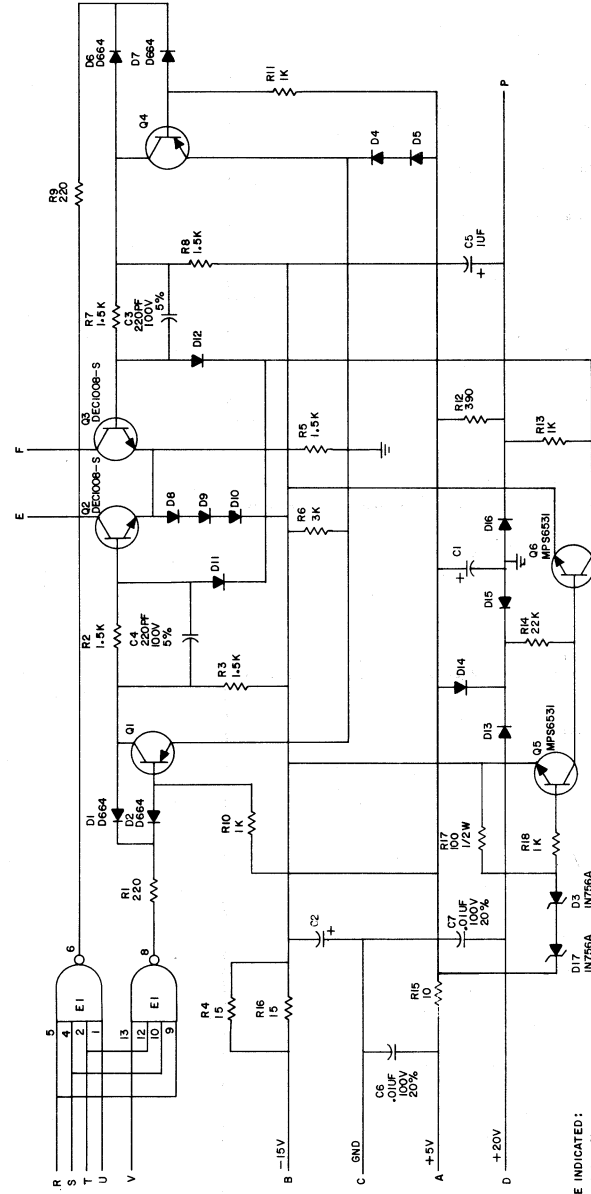 R
S
T
U
V
5
4
2
1
E1
6
13
12
10
9
E1
8
R1
220
D1
D664
D2
D664
Q1
R10
1K
R2
1.5K
C4
220PF
100V
5%
R3
1.5K
D11
E
F
Q2
DEC1008-S
Q3
DEC1008-S
D8
D9
D10
R5
1.5K
R6
3K
R7
1.5K
C3
220PF
100V
5%
D12
R8
1.5K
R9
220
D6
D664
D7
D664
Q4
R11
1K
D4
D5
B
-15V
R4
15
R16
15
C2
C
GND
C6
.01UF
100V
20%
C7
.01UF
100V
20%
A
+5V
R15
10
D
+20V
R17
100
1/2W
R18
1K
D17
IN756A
D3
IN756A
Q5
MPS6531
D13
D14
D15
R14
22K
C1
D16
Q6
MPS6531
R12
390
R13
1K
C5
1UF
P
E INDICATED: